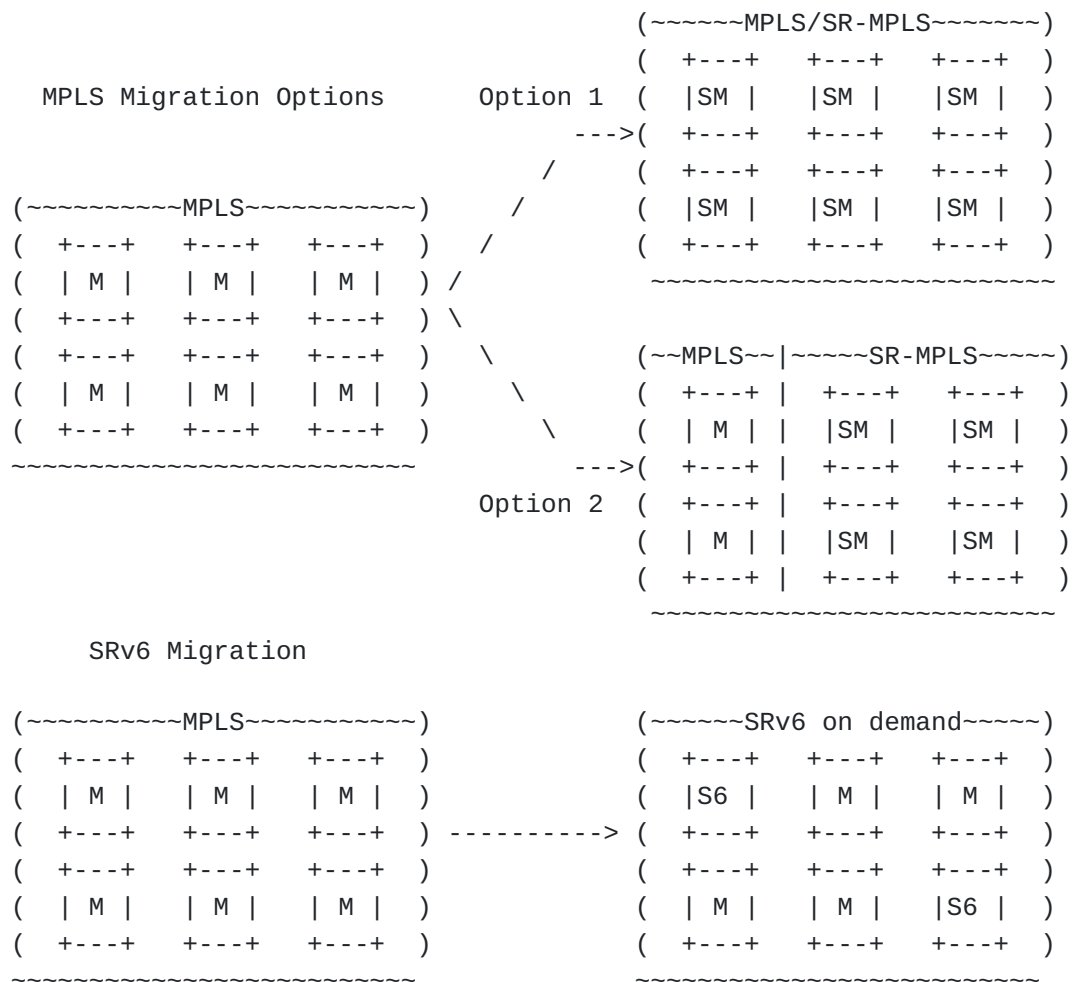 (~~~~~~MPLS/SR-MPLS~~~~~~~)
                                        (  +---+   +---+   +---+  )
  MPLS Migration Options      Option 1  (  |SM |   |SM |   |SM |  )
                                    --->(  +---+   +---+   +---+  )
                                  /     (  +---+   +---+   +---+  )
(~~~~~~~~~~MPLS~~~~~~~~~~~)     /       (  |SM |   |SM |   |SM |  )
(  +---+   +---+   +---+  )   /         (  +---+   +---+   +---+  )
(  | M |   | M |   | M |  ) /            ~~~~~~~~~~~~~~~~~~~~~~~~~~
(  +---+   +---+   +---+  ) \
(  +---+   +---+   +---+  )   \         (~~MPLS~~|~~~~~SR-MPLS~~~~~)
(  | M |   | M |   | M |  )     \       (  +---+ |  +---+   +---+  )
(  +---+   +---+   +---+  )       \     (  | M | |  |SM |   |SM |  )
~~~~~~~~~~~~~~~~~~~~~~~~~~          --->(  +---+ |  +---+   +---+  )
                              Option 2  (  +---+ |  +---+   +---+  )
                                        (  | M | |  |SM |   |SM |  )
                                        (  +---+ |  +---+   +---+  )
                                         ~~~~~~~~~~~~~~~~~~~~~~~~~~
     SRv6 Migration
(~~~~~~~~~~MPLS~~~~~~~~~~~)             (~~~~~~SRv6 on demand~~~~~)
(  +---+   +---+   +---+  )             (  +---+   +---+   +---+  )
(  | M |   | M |   | M |  )             (  |S6 |   | M |   | M |  )
(  +---+   +---+   +---+  ) ----------> (  +---+   +---+   +---+  )
(  +---+   +---+   +---+  )             (  +---+   +---+   +---+  )
(  | M |   | M |   | M |  )             (  | M |   | M |   |S6 |  )
(  +---+   +---+   +---+  )             (  +---+   +---+   +---+  )
~~~~~~~~~~~~~~~~~~~~~~~~~~              ~~~~~~~~~~~~~~~~~~~~~~~~~~